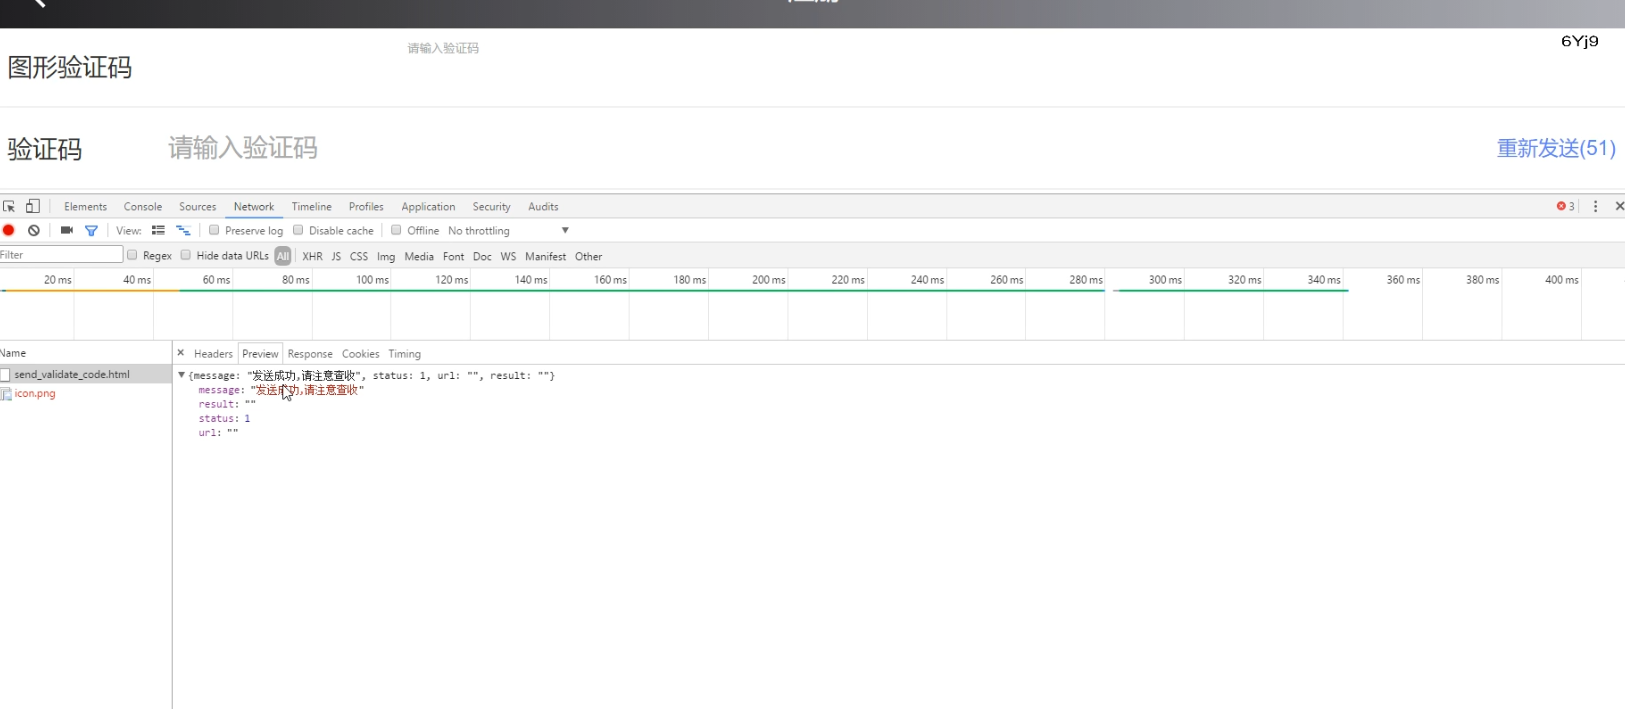 请输入验证码
6Yj9
图形验证码
验证码
请输入验证码
重新发送(51)
Elements Console Sources Network Timeline Profiles Application Security Audits
3
View: Preserve log Disable cache Offline No throttling
Filter Regex Hide data URLs All XHR JS CSS Img Media Font Doc WS Manifest Other
20 ms 40 ms 60 ms 80 ms 100 ms 120 ms 140 ms 160 ms 180 ms 200 ms 220 ms 240 ms 260 ms 280 ms 300 ms 320 ms 340 ms 360 ms 380 ms 400 ms
Name
Headers Preview Response Cookies Timing
send_validate_code.html
icon.png
{message: "发送成功,请注意查收", status: 1, url: "", result: ""}
message: "发送成功,请注意查收"
result: ""
status: 1
url: ""